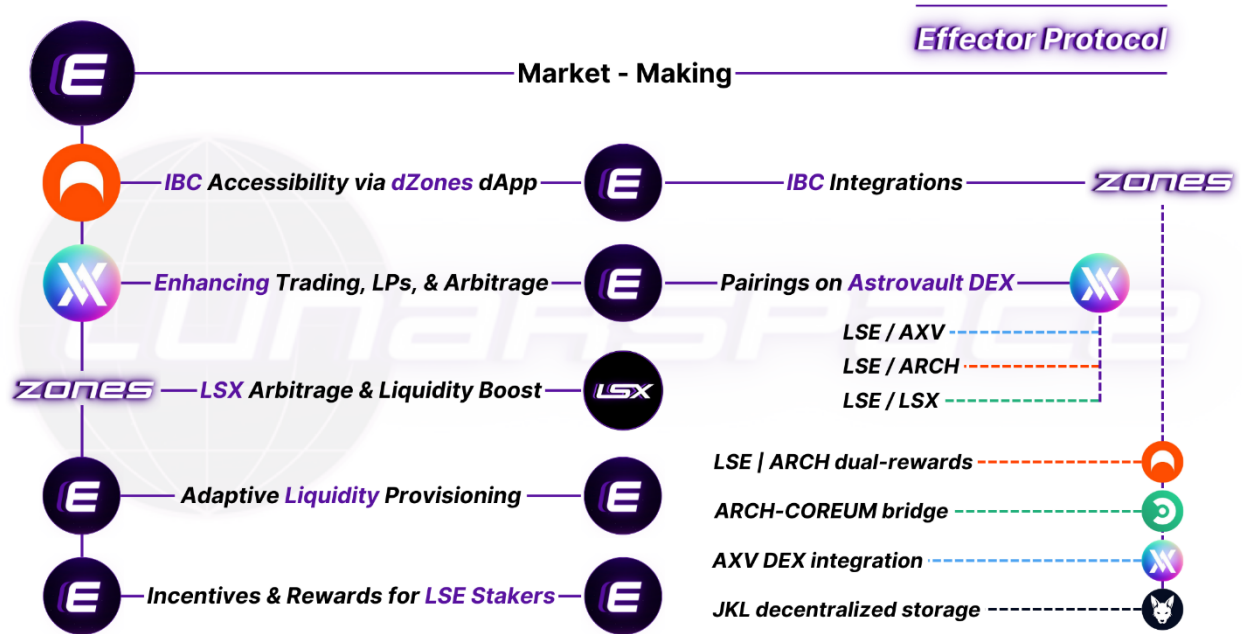 Effector Protocol
Market - Making
IBC Accessibility via dZones dApp
IBC Integrations
ZONES
Enhancing Trading, LPs, & Arbitrage
Pairings on Astrovault DEX
LSE / AXV
LSE / ARCH
LSE / LSX
ZONES
LSX Arbitrage & Liquidity Boost
LSX
LSE | ARCH dual-rewards
Adaptive Liquidity Provisioning
ARCH-COREUM bridge
AXV DEX integration
Incentives & Rewards for LSE Stakers
JKL decentralized storage
E
E
E
E
E
E
E
LUNARSPACE